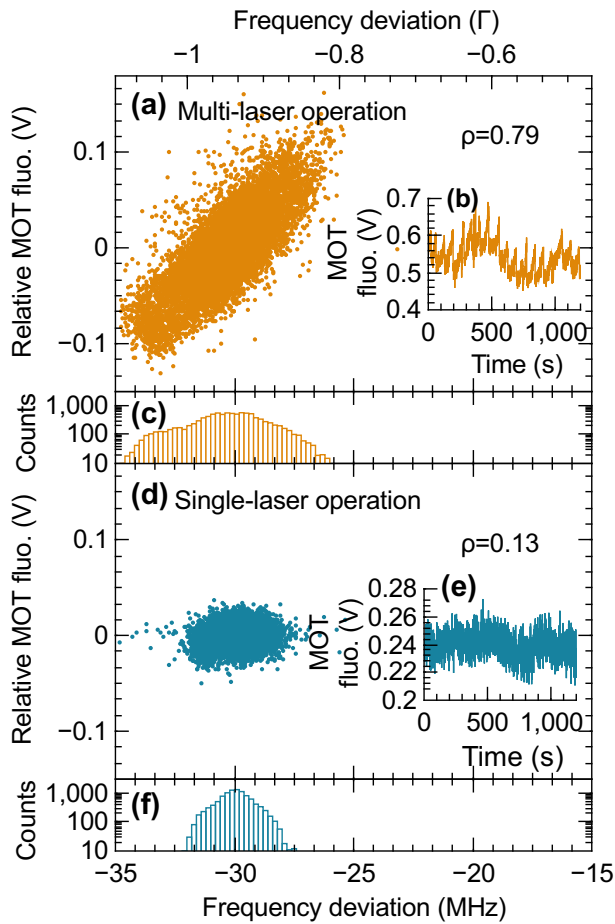 Frequency deviation (Γ)
−1 −0.8 −0.6
(a) Multi-laser operation
ρ=0.79
Relative MOT fluo. (V)
0.1
0
−0.1
(b)
MOT
fluo. (V)
0.7
0.6
0.5
0.4
0 500 1,000
Time (s)
(c)
Counts
1,000
100
10
(d) Single-laser operation
ρ=0.13
Relative MOT fluo. (V)
0.1
0
−0.1
(e)
MOT
fluo. (V)
0.28
0.26
0.24
0.22
0.2
0 500 1,000
Time (s)
(f)
Counts
1,000
100
10
−35 −30 −25 −20 −15
Frequency deviation (MHz)